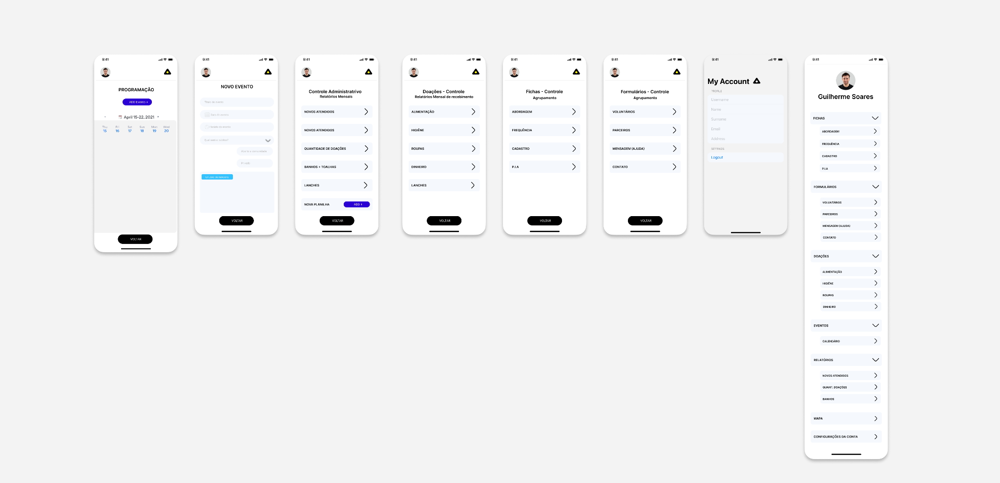 9:41
PROGRAMAÇÃO
ADD Evento +
April 15-22, 2021
Thu Fri Sat Sun Mon Wed
15 16 17 18 19 20
VOLTAR
9:41
NOVO EVENTO
Título do evento
Data do evento
Horário do evento
Qual será o público?
Aberto a comunidade
Privado
UPLOAD DE IMAGENS
VOLTAR
9:41
Controle Administratrivo
Relatórios Mensais
NOVOS ATENDIDOS
NOVOS ATENDIDOS
QUANTIDADE DE DOAÇÕES
BANHOS + TOALHAS
LANCHES
NOVA PLANILHA
ADD +
VOLTAR
9:41
Doações - Controle
Relatórios Mensal de recebimento
ALIMENTAÇÃO
HIGIÊNE
ROUPAS
DINHEIRO
LANCHES
VOLTAR
9:41
Fichas - Controle
Agrupamento
ABORDAGEM
FREQUÊNCIA
CADASTRO
P.I.A
VOLTAR
9:41
Formulários - Controle
Agrupamento
VOLUNTÁRIOS
PARCEIROS
MENSAGEM (AJUDA)
CONTATO
VOLTAR
9:41
My Account
PROFILE
Username
Name
Surname
Email
Address
SETTINGS
Logout
9:41
Guilherme Soares
FICHAS
ABORDAGEM
FREQUÊNCIA
CADASTRO
P.I.A
FORMULÁRIOS
VOLUNTÁRIOS
PARCEIROS
MENSAGEM (AJUDA)
CONTATO
DOAÇÕES
ALIMENTAÇÃO
HIGIÊNE
ROUPAS
DINHEIRO
EVENTOS
CALENDÁRIO
RELATÓRIOS
NOVOS ATENDIDOS
QUANT. DOAÇÕES
BANHOS
MAPA
CONFIGURAÇÕES DA CONTA